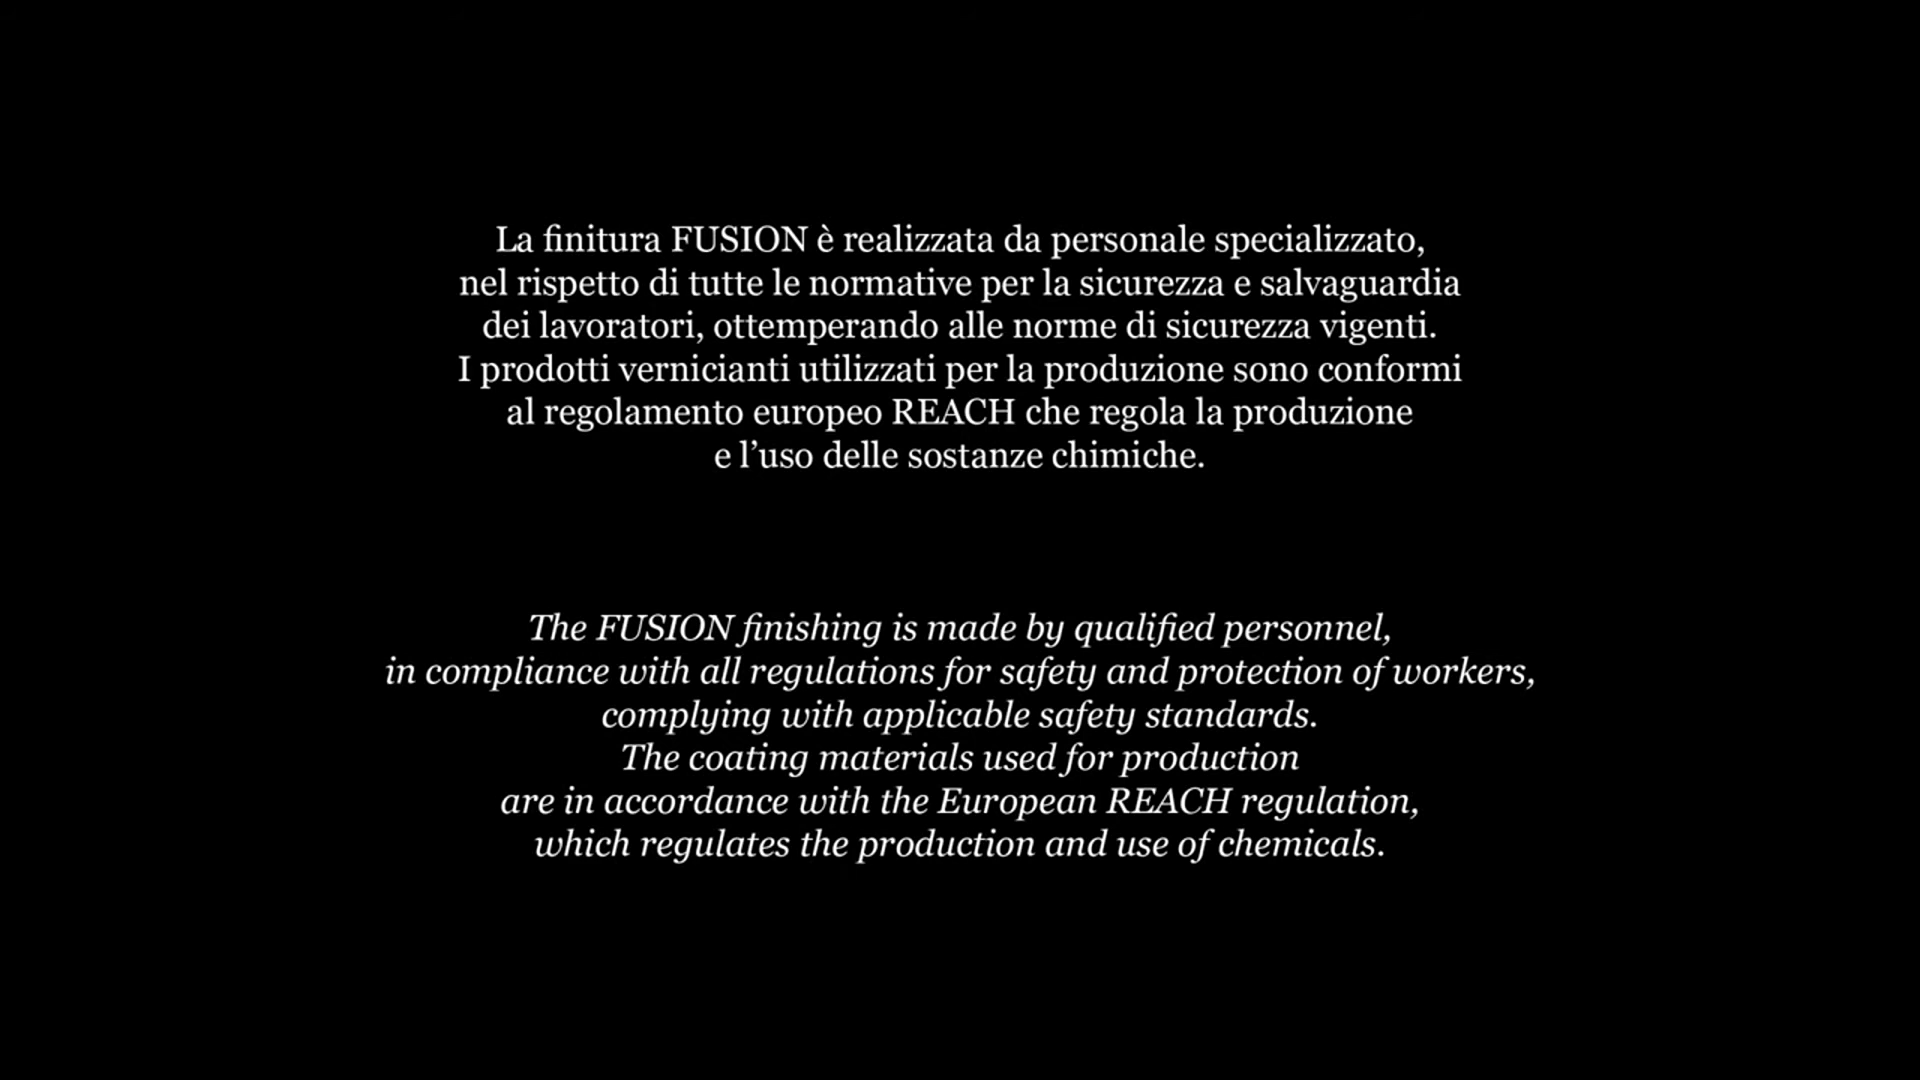 La finitura FUSION è realizzata da personale specializzato,
nel rispetto di tutte le normative per la sicurezza e salvaguardia
dei lavoratori, ottemperando alle norme di sicurezza vigenti.
I prodotti vernicianti utilizzati per la produzione sono conformi
al regolamento europeo REACH che regola la produzione
e l’uso delle sostanze chimiche.
The FUSION finishing is made by qualified personnel,
in compliance with all regulations for safety and protection of workers,
complying with applicable safety standards.
The coating materials used for production
are in accordance with the European REACH regulation,
which regulates the production and use of chemicals.